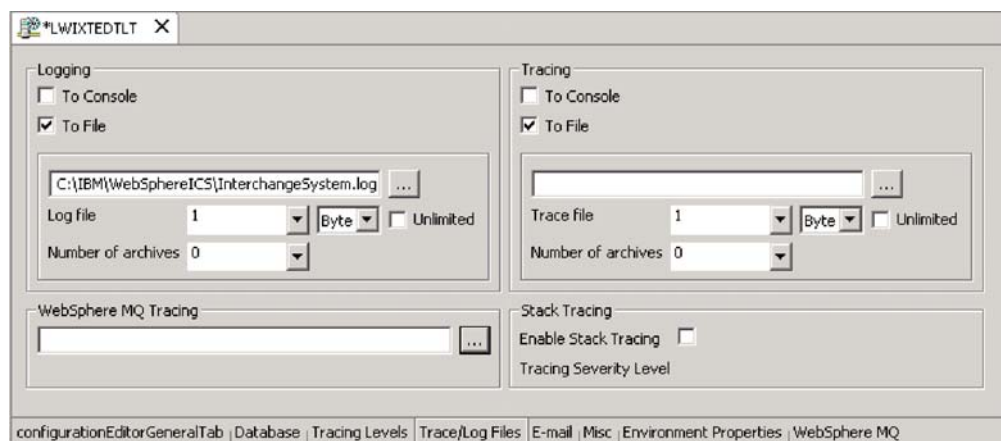 *LWIXTEDTLT X
Logging
To Console
To File
C:\IBM\WebSphereICS\InterchangeSystem.log ...
Log file 1 Byte Unlimited
Number of archives 0
Tracing
To Console
To File
...
Trace file 1 Byte Unlimited
Number of archives 0
WebSphere MQ Tracing
...
Stack Tracing
Enable Stack Tracing
Tracing Severity Level
configurationEditorGeneralTab Database Tracing Levels Trace/Log Files E-mail Misc Environment Properties WebSphere MQ